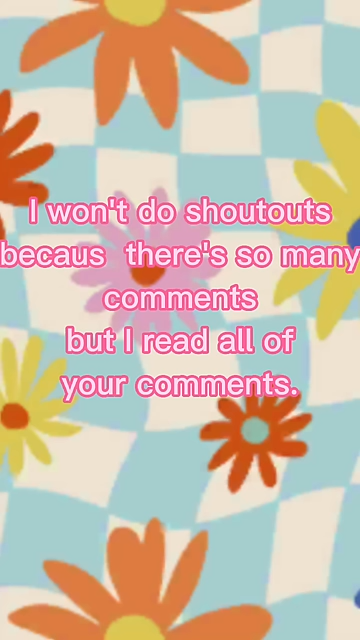 I won't do shoutouts
becaus  there's so many
comments
but I read all of
your comments.